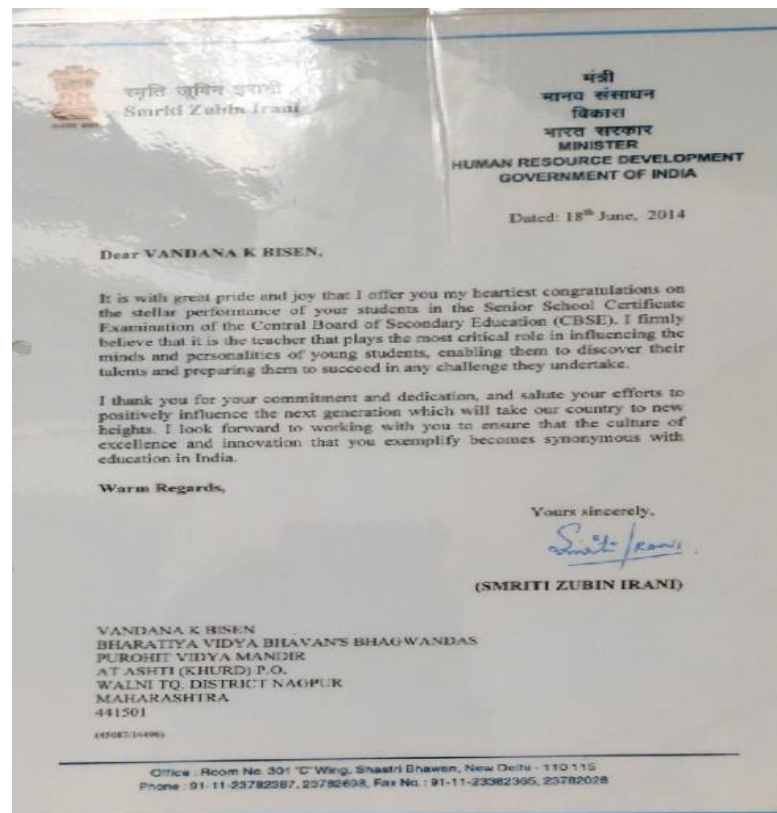 स्मृति ज़ूबिन इरानी
Smriti Zubin Irani
मंत्री
मानव संसाधन
विकास
भारत सरकार
MINISTER
HUMAN RESOURCE DEVELOPMENT
GOVERNMENT OF INDIA
Dated: 18th June, 2014
Dear VANDANA K BISEN,
It is with great pride and joy that I offer you my heartiest congratulations on
the stellar performance of your students in the Senior School Certificate
Examination of the Central Board of Secondary Education (CBSE). I firmly
believe that it is the teacher that plays the most critical role in influencing the
minds and personalities of young students, enabling them to discover their
talents and preparing them to succeed in any challenge they undertake.
I thank you for your commitment and dedication, and salute your efforts to
positively influence the next generation which will take our country to new
heights. I look forward to working with you to ensure that the culture of
excellence and innovation that you exemplify becomes synonymous with
education in India.
Warm Regards,
Yours sincerely,
Smriti Irani
(SMRITI ZUBIN IRANI)
VANDANA K BISEN
BHARATIYA VIDYA BHAVAN'S BHAGWANDAS
PUROHIT VIDYA MANDIR
AT ASHTI (KHURD) P.O.
WALNI TQ. DISTRICT NAGPUR
MAHARASHTRA
441501
Office : Room No. 301 'C' Wing, Shastri Bhawan, New Delhi - 110 115
Phone : 91-11-23782387, 23782698, Fax No. : 91-11-23382365, 23782028